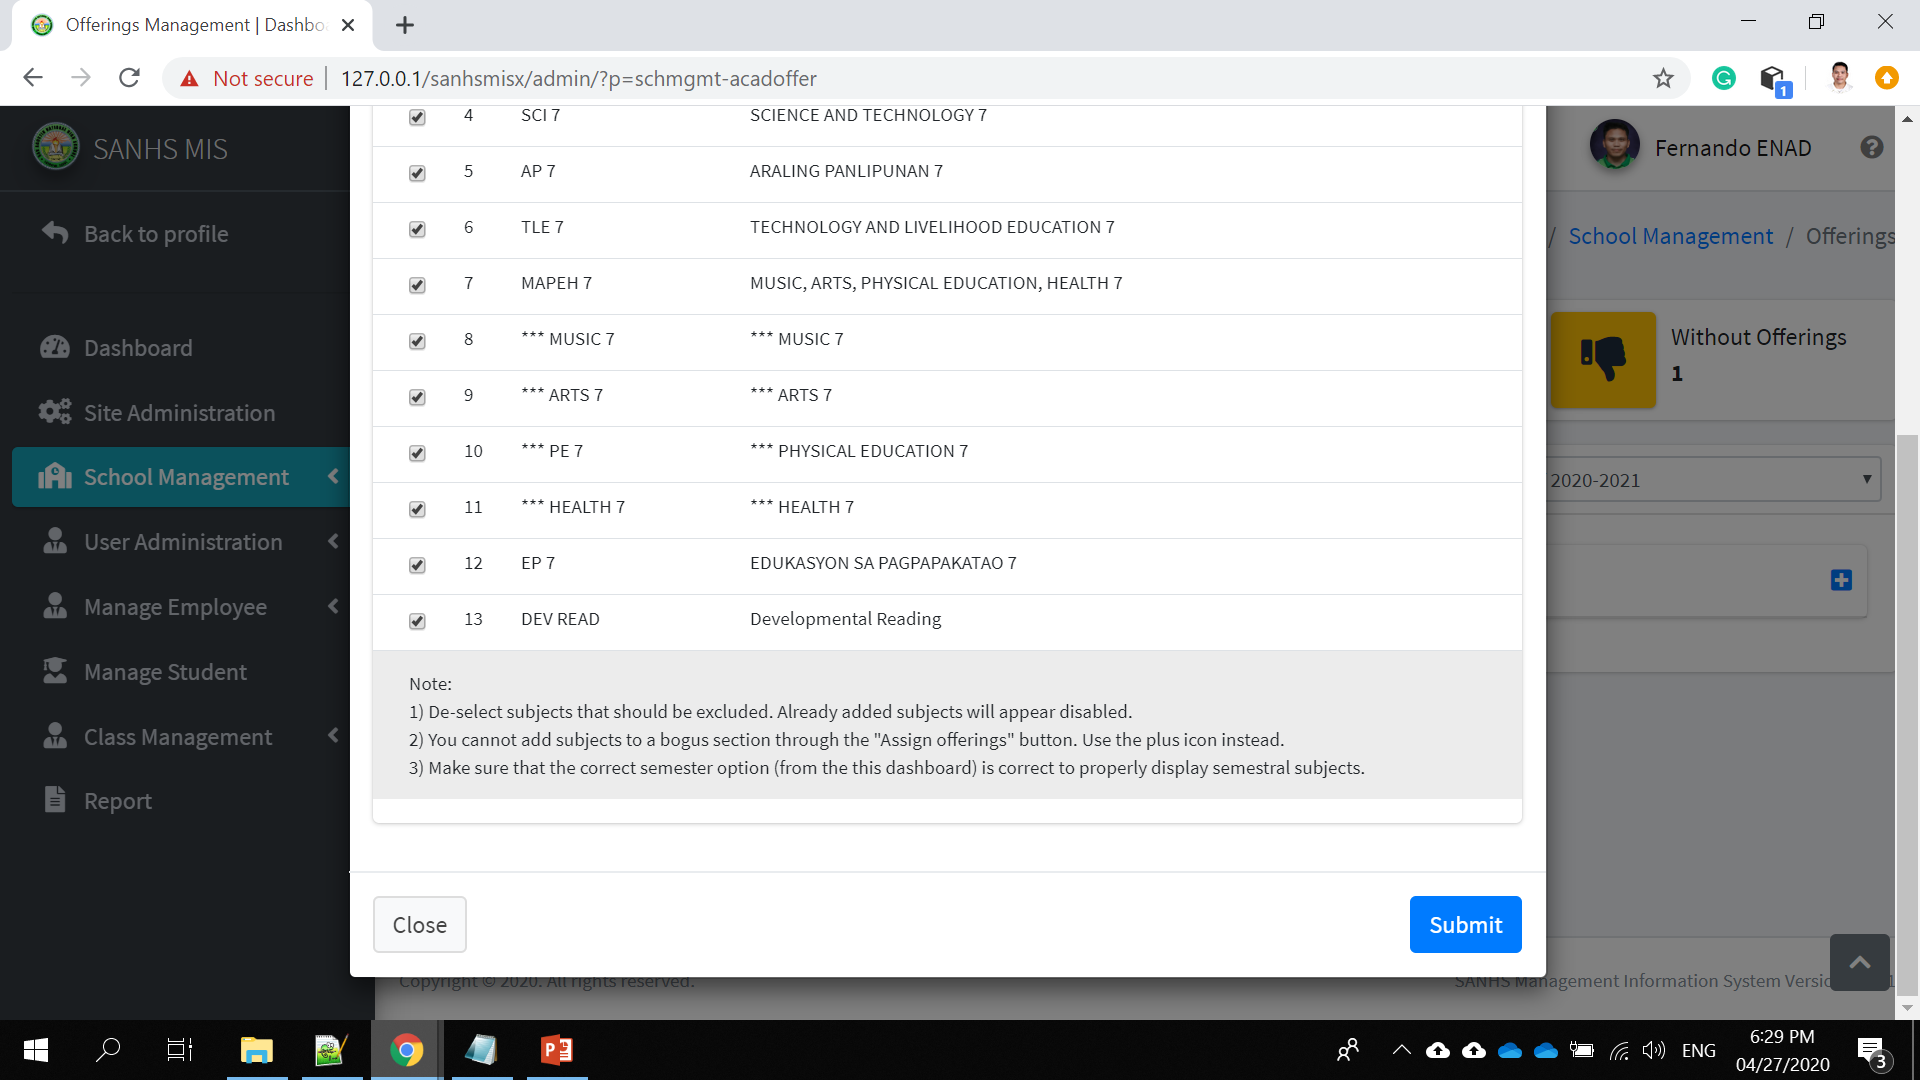 Offerings Management | Dashbo
Not secure
127.0.0.1/sanhsmisx/admin/?p=schmgmt-acadoffer
1
SANHS MIS
Fernando ENAD
Back to profile
/ School Management / Offerings
Dashboard
Site Administration
School Management
User Administration
Manage Employee
Manage Student
Class Management
Report
4 SCI 7 SCIENCE AND TECHNOLOGY 7
5 AP 7 ARALING PANLIPUNAN 7
6 TLE 7 TECHNOLOGY AND LIVELIHOOD EDUCATION 7
7 MAPEH 7 MUSIC, ARTS, PHYSICAL EDUCATION, HEALTH 7
8 *** MUSIC 7 *** MUSIC 7
9 *** ARTS 7 *** ARTS 7
10 *** PE 7 *** PHYSICAL EDUCATION 7
11 *** HEALTH 7 *** HEALTH 7
12 EP 7 EDUKASYON SA PAGPAPAKATAO 7
13 DEV READ Developmental Reading
Note:
1) De-select subjects that should be excluded. Already added subjects will appear disabled.
2) You cannot add subjects to a bogus section through the "Assign offerings" button. Use the plus icon instead.
3) Make sure that the correct semester option (from the this dashboard) is correct to properly display semestral subjects.
Close
Submit
Without Offerings
1
2020-2021
Copyright © 2020. All rights reserved.
SANHS Management Information System Versio
ENG
6:29 PM
04/27/2020
3